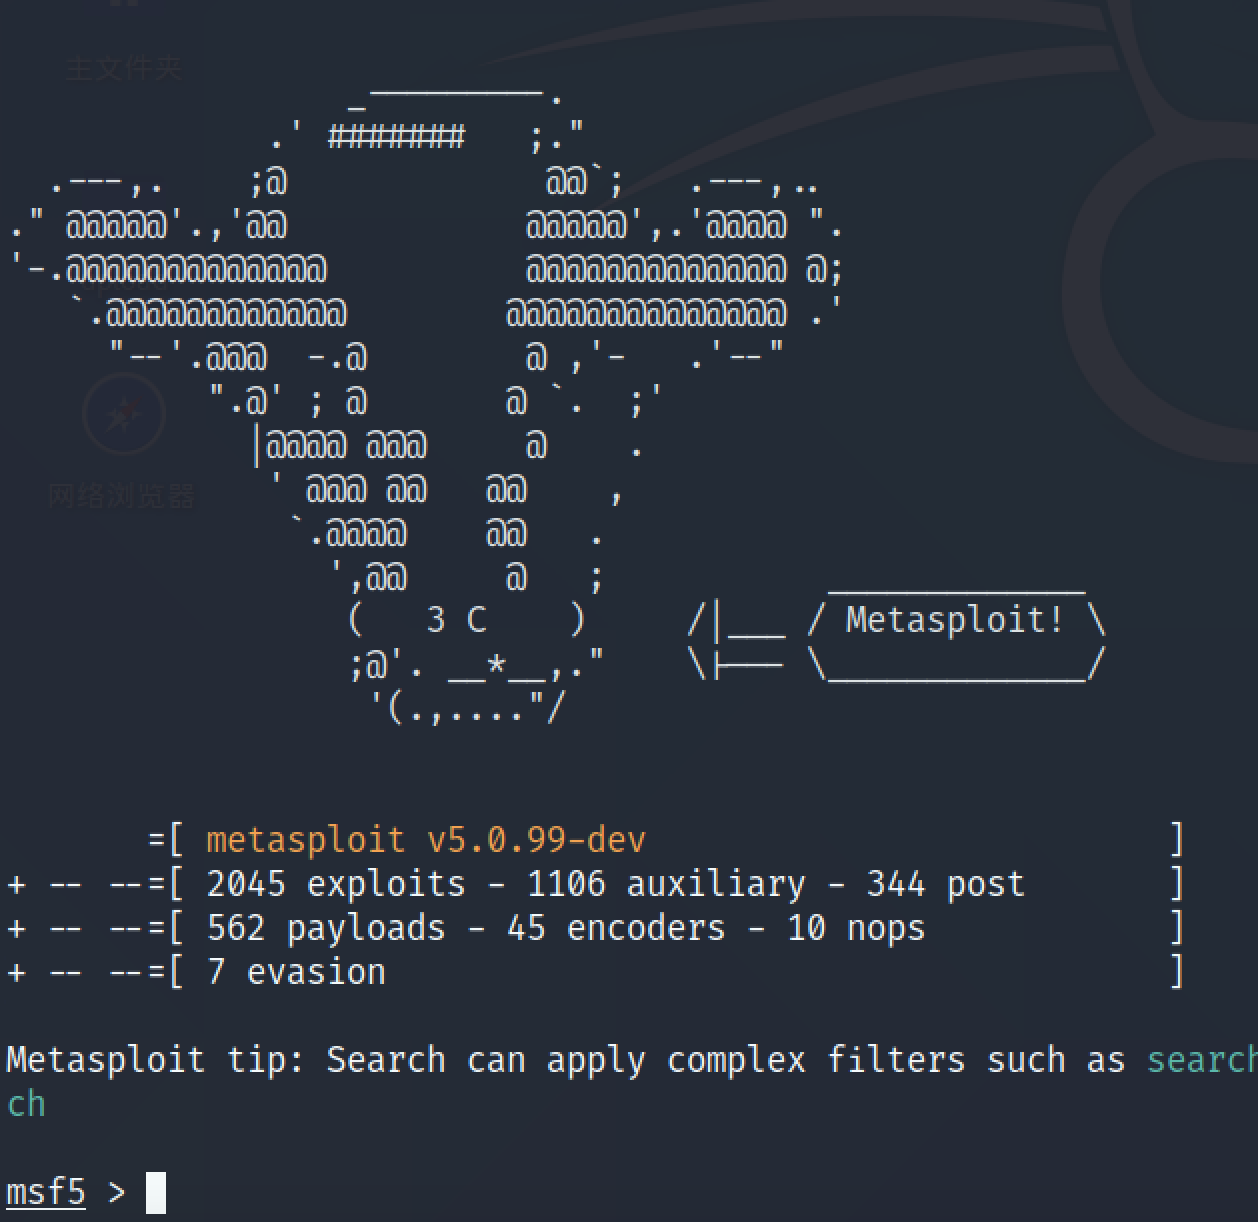 主文件夹
 _---------.
 .' #######   ;."
 .---,.    ;@             @@`;   .---,..
." @@@@@'.,'@@            @@@@@',.'@@@@ ".
'-.@@@@@@@@@@@@@          @@@@@@@@@@@@@ @;
`.@@@@@@@@@@@@        @@@@@@@@@@@@@@ .'
"--'.@@@  -.@        @ ,'-   .'--"
".@' ; @       @ `.  ;'
|@@@@ @@@     @    .
' @@@ @@   @@    ,
网络浏览器
`.@@@@    @@   .
',@@     @   ;           _____________
(   3 C    )     /|___ / Metasploit! \
;@'. __*__,."    \|--- \_____________/
'(.,...."/
=[ metasploit v5.0.99-dev                          ]
+ -- --=[ 2045 exploits - 1106 auxiliary - 344 post       ]
+ -- --=[ 562 payloads - 45 encoders - 10 nops            ]
+ -- --=[ 7 evasion                                       ]
Metasploit tip: Search can apply complex filters such as search
ch
msf5 >